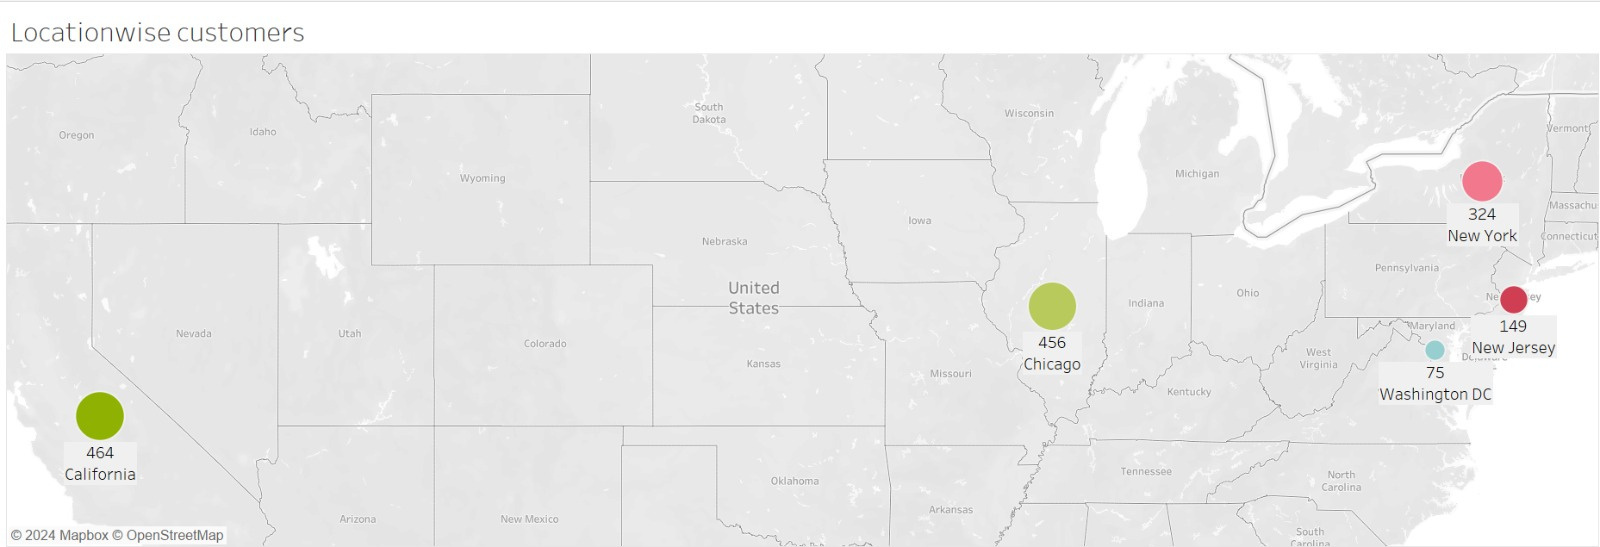 Locationwise customers
Oregon
Idaho
Wyoming
South
Dakota
Wisconsin
Michigan
Vermont
324
New York
Massachu
Connecticut
Iowa
Nebraska
Pennsylvania
United
States
Nevada
Utah
Colorado
Kansas
456
Chicago
Indiana
Ohio
149
New Jersey
Maryland
75
Washington DC
West
Virginia
Missouri
Kentucky
464
California
Oklahoma
Tennessee
North
Carolina
Arizona
New Mexico
Arkansas
South
Carolina
© 2024 Mapbox © OpenStreetMap